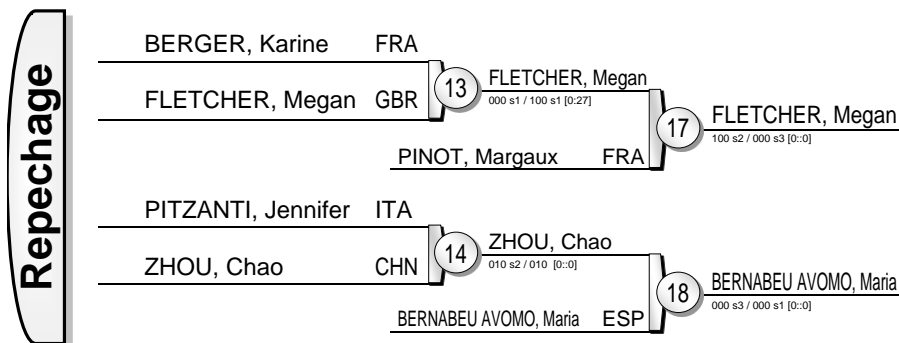 Repechage
BERGER, Karine FRA
FLETCHER, Megan GBR
13
FLETCHER, Megan
000 s1 / 100 s1 [0:27]
PINOT, Margaux FRA
17
FLETCHER, Megan
100 s2 / 000 s3 [0::0]
PITZANTI, Jennifer ITA
ZHOU, Chao CHN
14
ZHOU, Chao
010 s2 / 010 [0::0]
BERNABEU AVOMO, Maria ESP
18
BERNABEU AVOMO, Maria
000 s3 / 000 s1 [0::0]